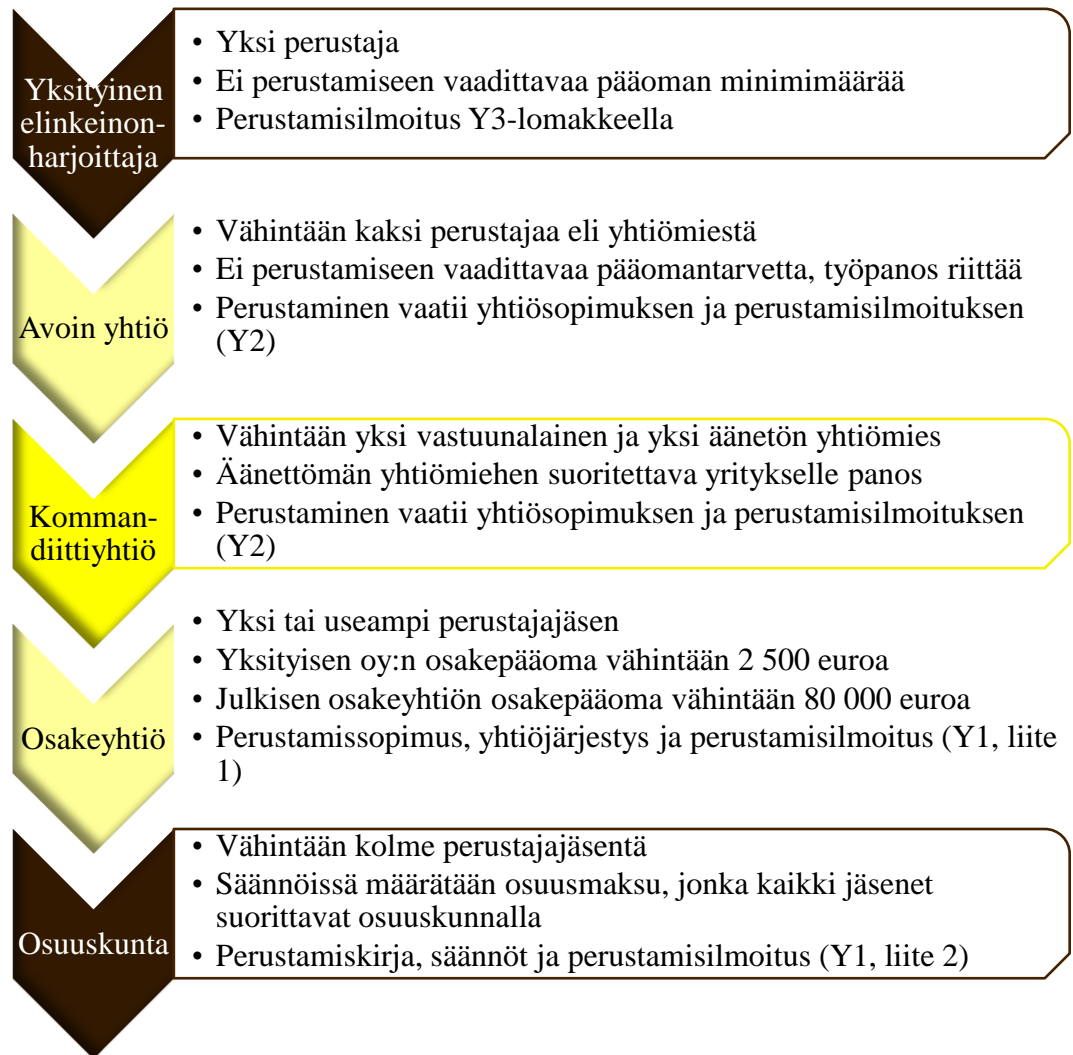 Yksityinen
elinkeinon-
harjoittaja
• Yksi perustaja
• Ei perustamiseen vaadittavaa pääoman minimimäärää
• Perustamisilmoitus Y3-lomakkeella
Avoin yhtiö
• Vähintään kaksi perustajaa eli yhtiömiestä
• Ei perustamiseen vaadittavaa pääomantarvetta, työpanos riittää
• Perustaminen vaatii yhtiösopimuksen ja perustamisilmoituksen
(Y2)
Komman-
diittiyhtiö
• Vähintään yksi vastuunalainen ja yksi äänetön yhtiömies
• Äänettömän yhtiömiehen suoritettava yritykselle panos
• Perustaminen vaatii yhtiösopimuksen ja perustamisilmoituksen
(Y2)
Osakeyhtiö
• Yksi tai useampi perustajajäsen
• Yksityisen oy:n osakepääoma vähintään 2 500 euroa
• Julkisen osakeyhtiön osakepääoma vähintään 80 000 euroa
• Perustamissopimus, yhtiöjärjestys ja perustamisilmoitus (Y1, liite
1)
Osuuskunta
• Vähintään kolme perustajajäsentä
• Säännöissä määrätään osuusmaksu, jonka kaikki jäsenet
suorittavat osuuskunnalla
• Perustamiskirja, säännöt ja perustamisilmoitus (Y1, liite 2)